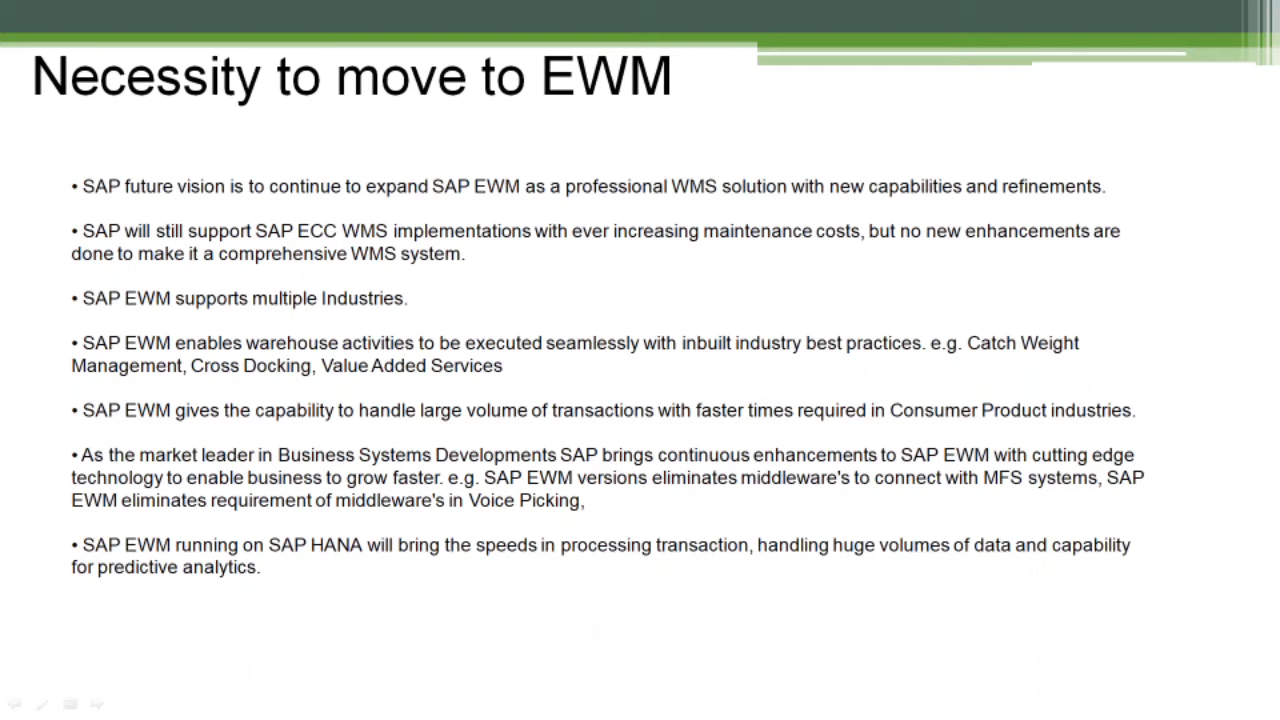 Necessity to move to EWM
• SAP future vision is to continue to expand SAP EWM as a professional WMS solution with new capabilities and refinements.
• SAP will still support SAP ECC WMS implementations with ever increasing maintenance costs, but no new enhancements are
done to make it a comprehensive WMS system.
• SAP EWM supports multiple Industries.
• SAP EWM enables warehouse activities to be executed seamlessly with inbuilt industry best practices. e.g. Catch Weight
Management, Cross Docking, Value Added Services
• SAP EWM gives the capability to handle large volume of transactions with faster times required in Consumer Product industries.
• As the market leader in Business Systems Developments SAP brings continuous enhancements to SAP EWM with cutting edge
technology to enable business to grow faster. e.g. SAP EWM versions eliminates middleware's to connect with MFS systems, SAP
EWM eliminates requirement of middleware's in Voice Picking,
• SAP EWM running on SAP HANA will bring the speeds in processing transaction, handling huge volumes of data and capability
for predictive analytics.